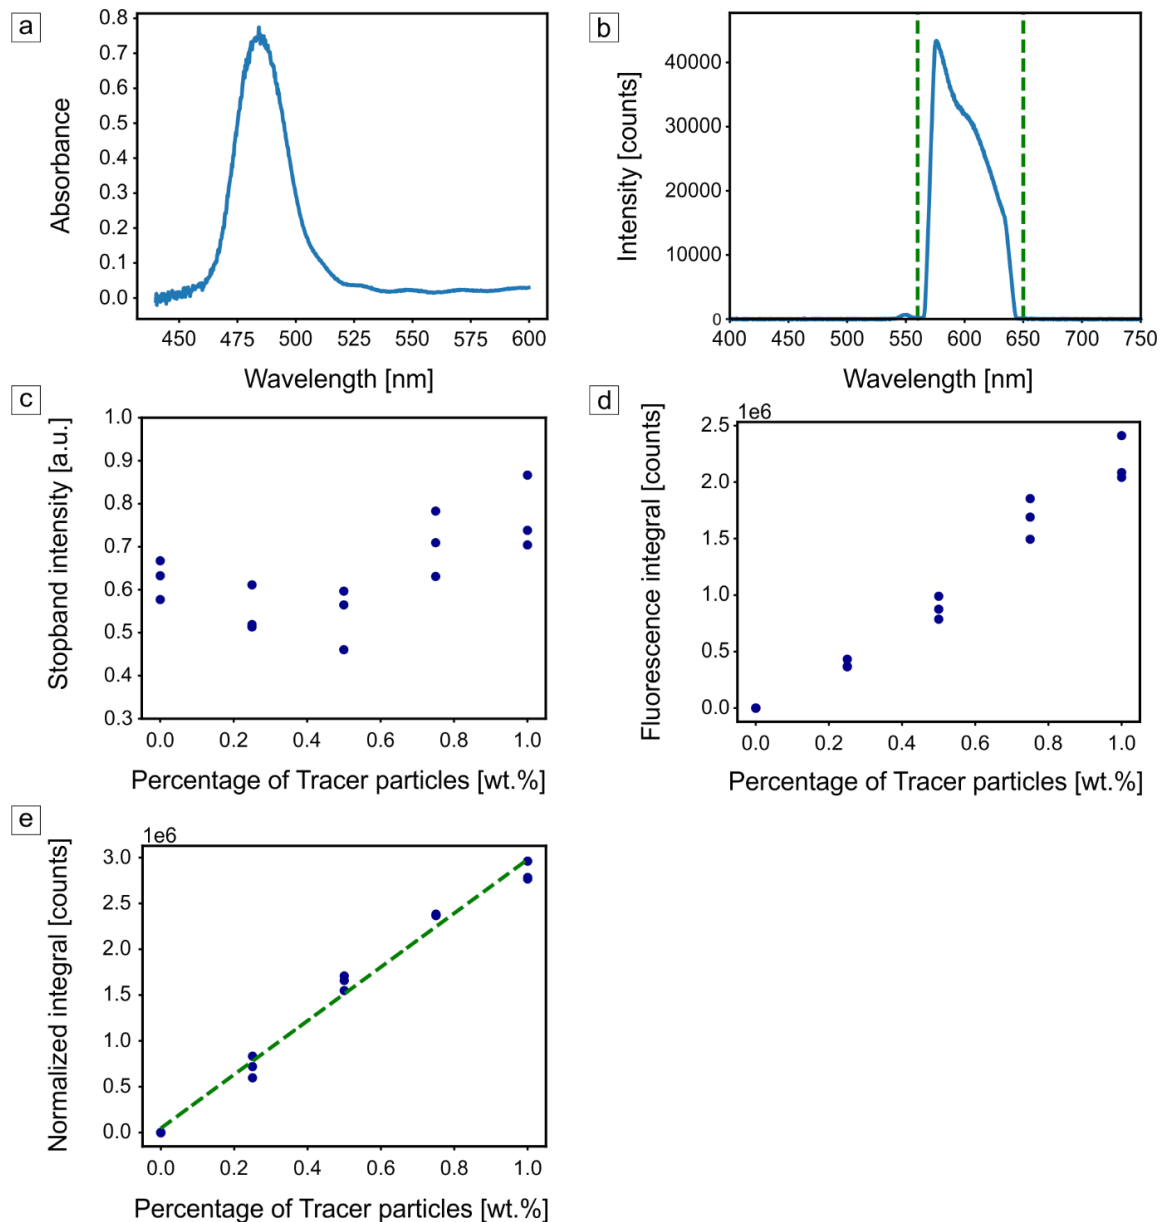 a
0.8
0.7
0.6
0.5
0.4
0.3
0.2
0.1
0.0
Absorbance
450 475 500 525 550 575 600
Wavelength [nm]
b
40000
30000
20000
10000
0
Intensity [counts]
400 450 500 550 600 650 700 750
Wavelength [nm]
c
1.0
0.9
0.8
0.7
0.6
0.5
0.4
0.3
Stopband intensity [a.u.]
0.0 0.2 0.4 0.6 0.8 1.0
Percentage of Tracer particles [wt.%]
d
1e6
2.5
2.0
1.5
1.0
0.5
0.0
Fluorescence integral [counts]
0.0 0.2 0.4 0.6 0.8 1.0
Percentage of Tracer particles [wt.%]
e
1e6
3.0
2.5
2.0
1.5
1.0
0.5
0.0
Normalized integral [counts]
0.0 0.2 0.4 0.6 0.8 1.0
Percentage of Tracer particles [wt.%]